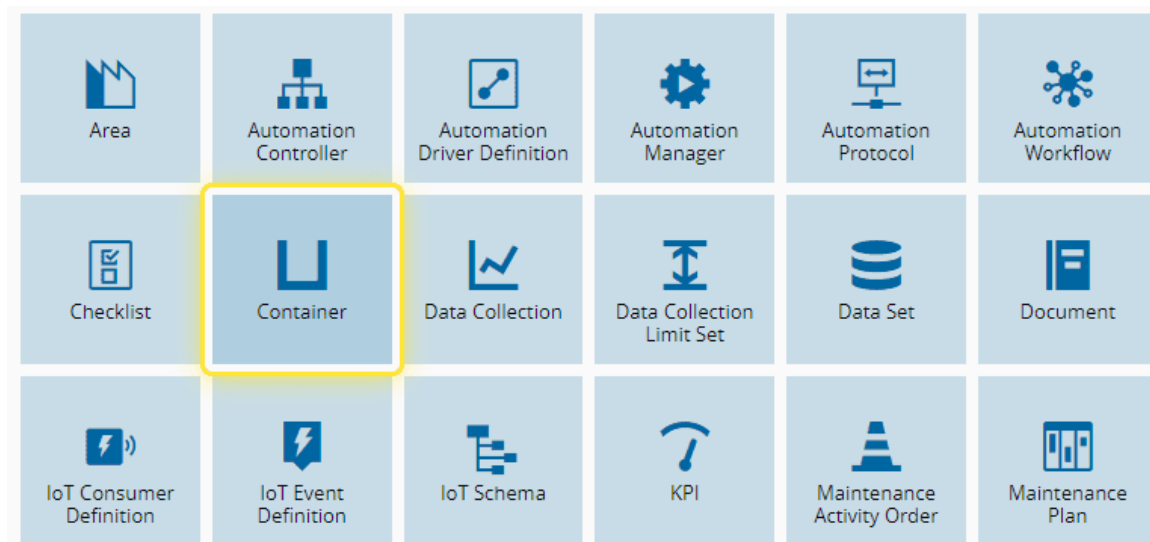 Area
Automation
Controller
Automation
Driver Definition
Automation
Manager
Automation
Protocol
Automation
Workflow
Checklist
Container
Data Collection
Data Collection
Limit Set
Data Set
Document
IoT Consumer
Definition
IoT Event
Definition
IoT Schema
KPI
Maintenance
Activity Order
Maintenance
Plan